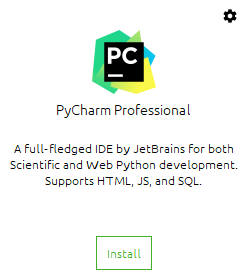 PC
PyCharm Professional
A full-fledged IDE by JetBrains for both
Scientific and Web Python development.
Supports HTML, JS, and SQL.
Install